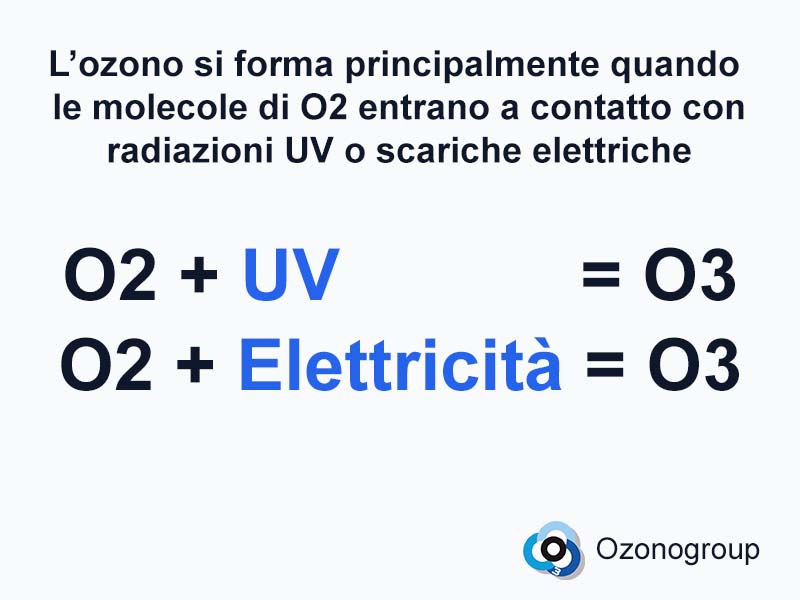 L’ozono si forma principalmente quando
le molecole di O2 entrano a contatto con
radiazioni UV o scariche elettriche
O2 + UV = O3
O2 + Elettricità = O3
Ozonogroup